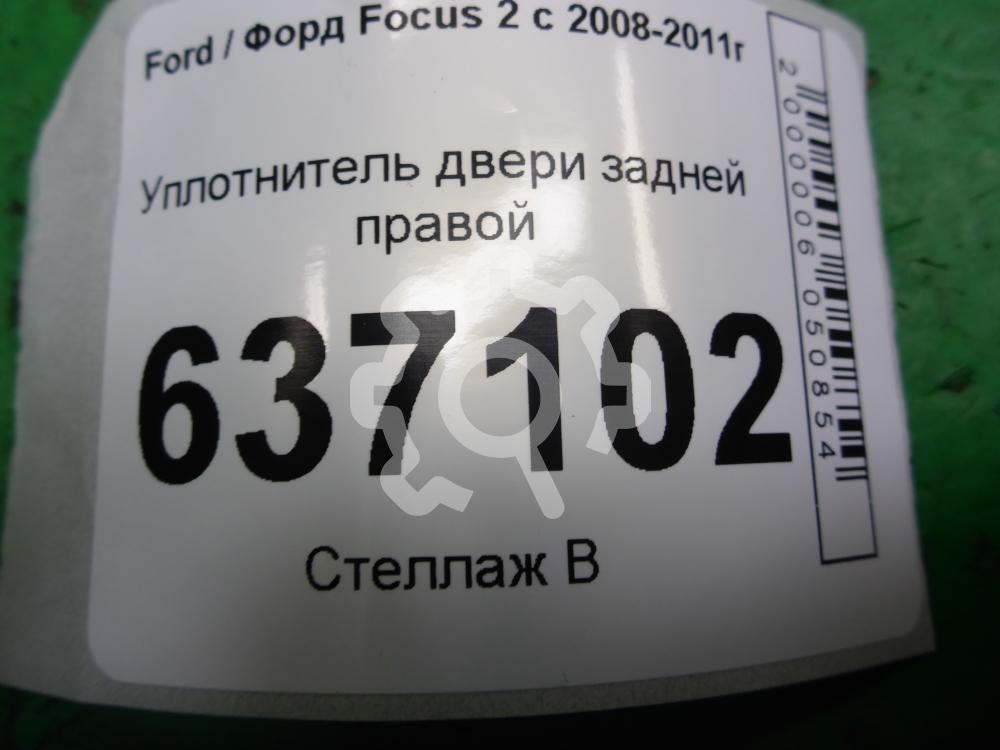 Ford / Форд Focus 2 с 2008-2011г
Уплотнитель двери задней
правой
637102
Стеллаж В
2000006050854